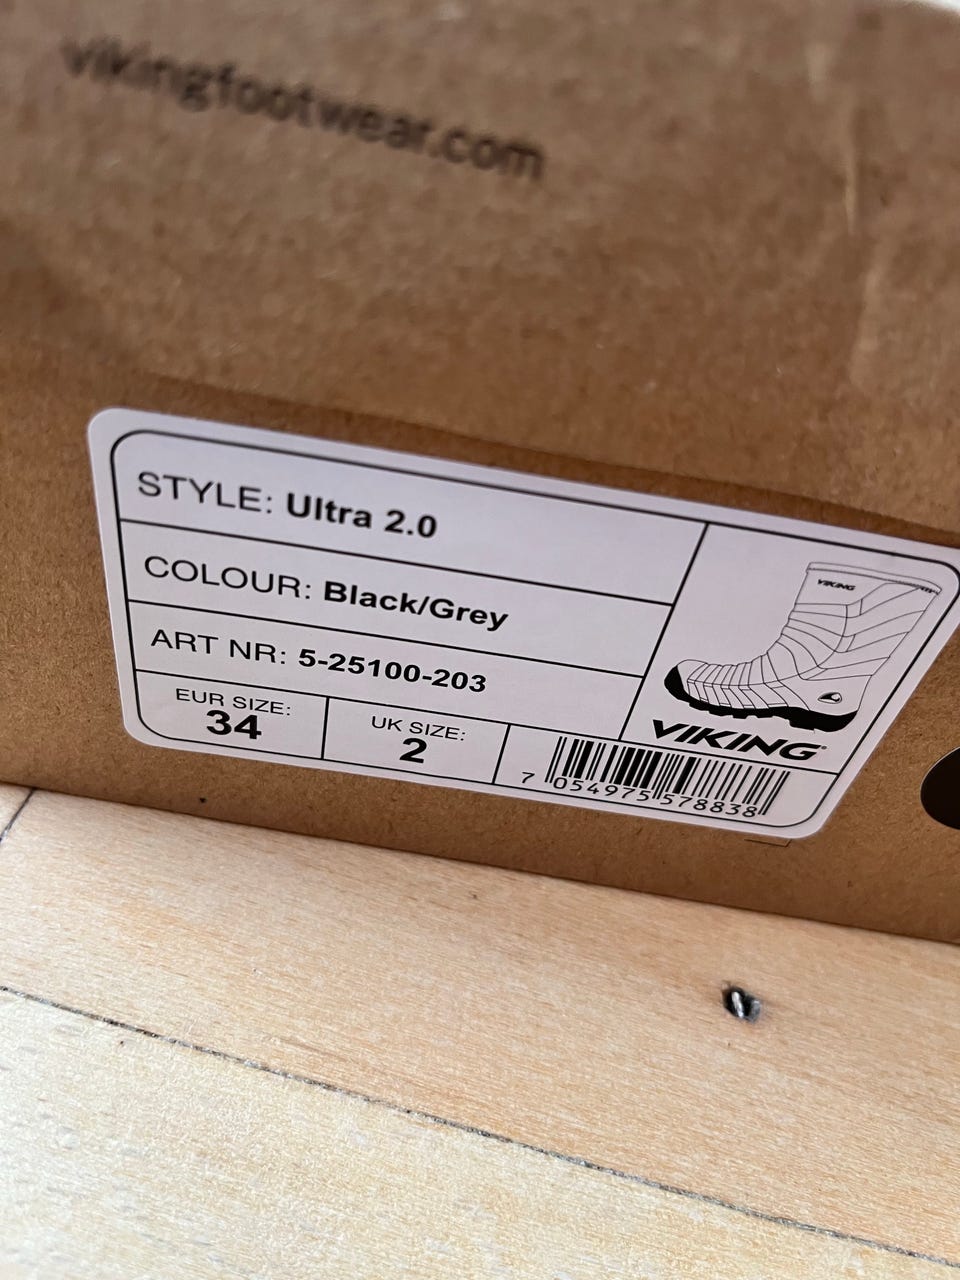 vikingfootwear.com
STYLE: Ultra 2.0
COLOUR: Black/Grey
ART NR: 5-25100-203
EUR SIZE:
34
UK SIZE:
2
7 054975 578838
VIKING
VIKING®